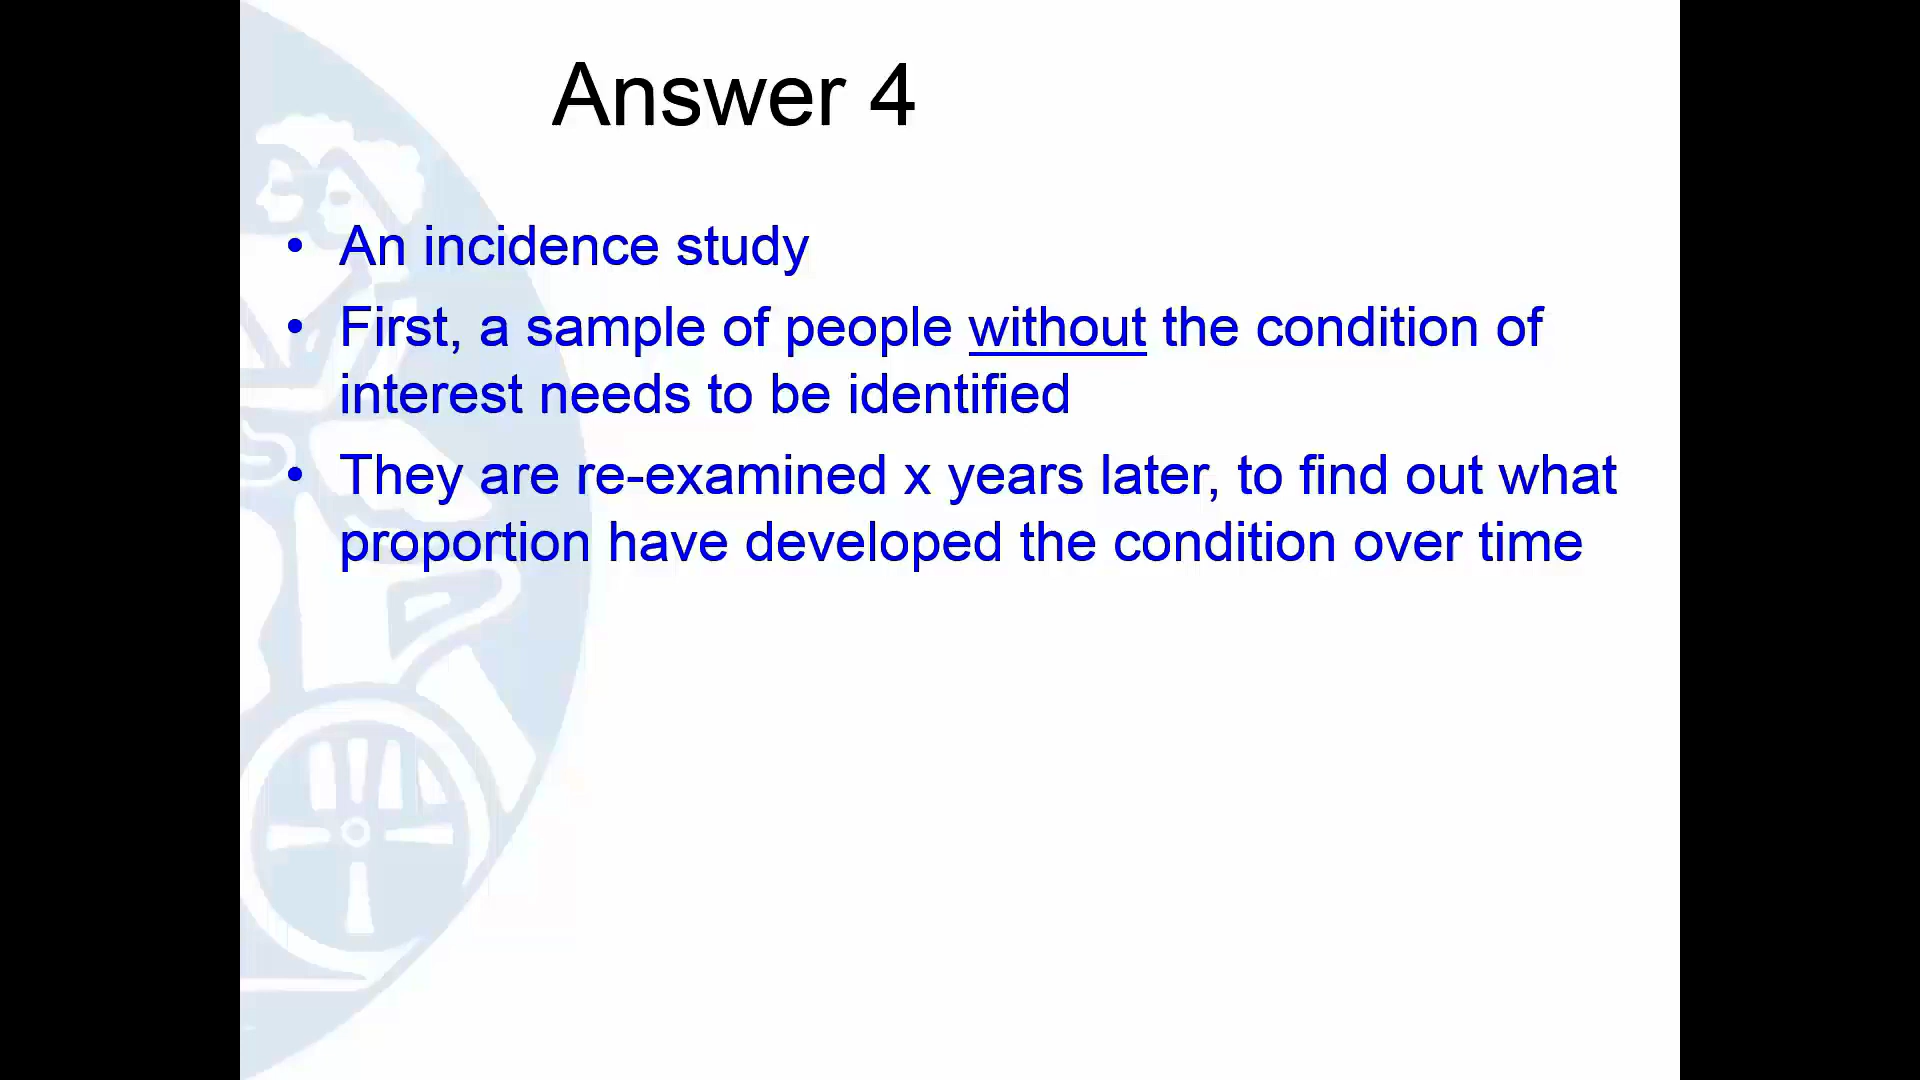 Answer 4
• An incidence study
• First, a sample of people without the condition of
interest needs to be identified
• They are re-examined x years later, to find out what
proportion have developed the condition over time